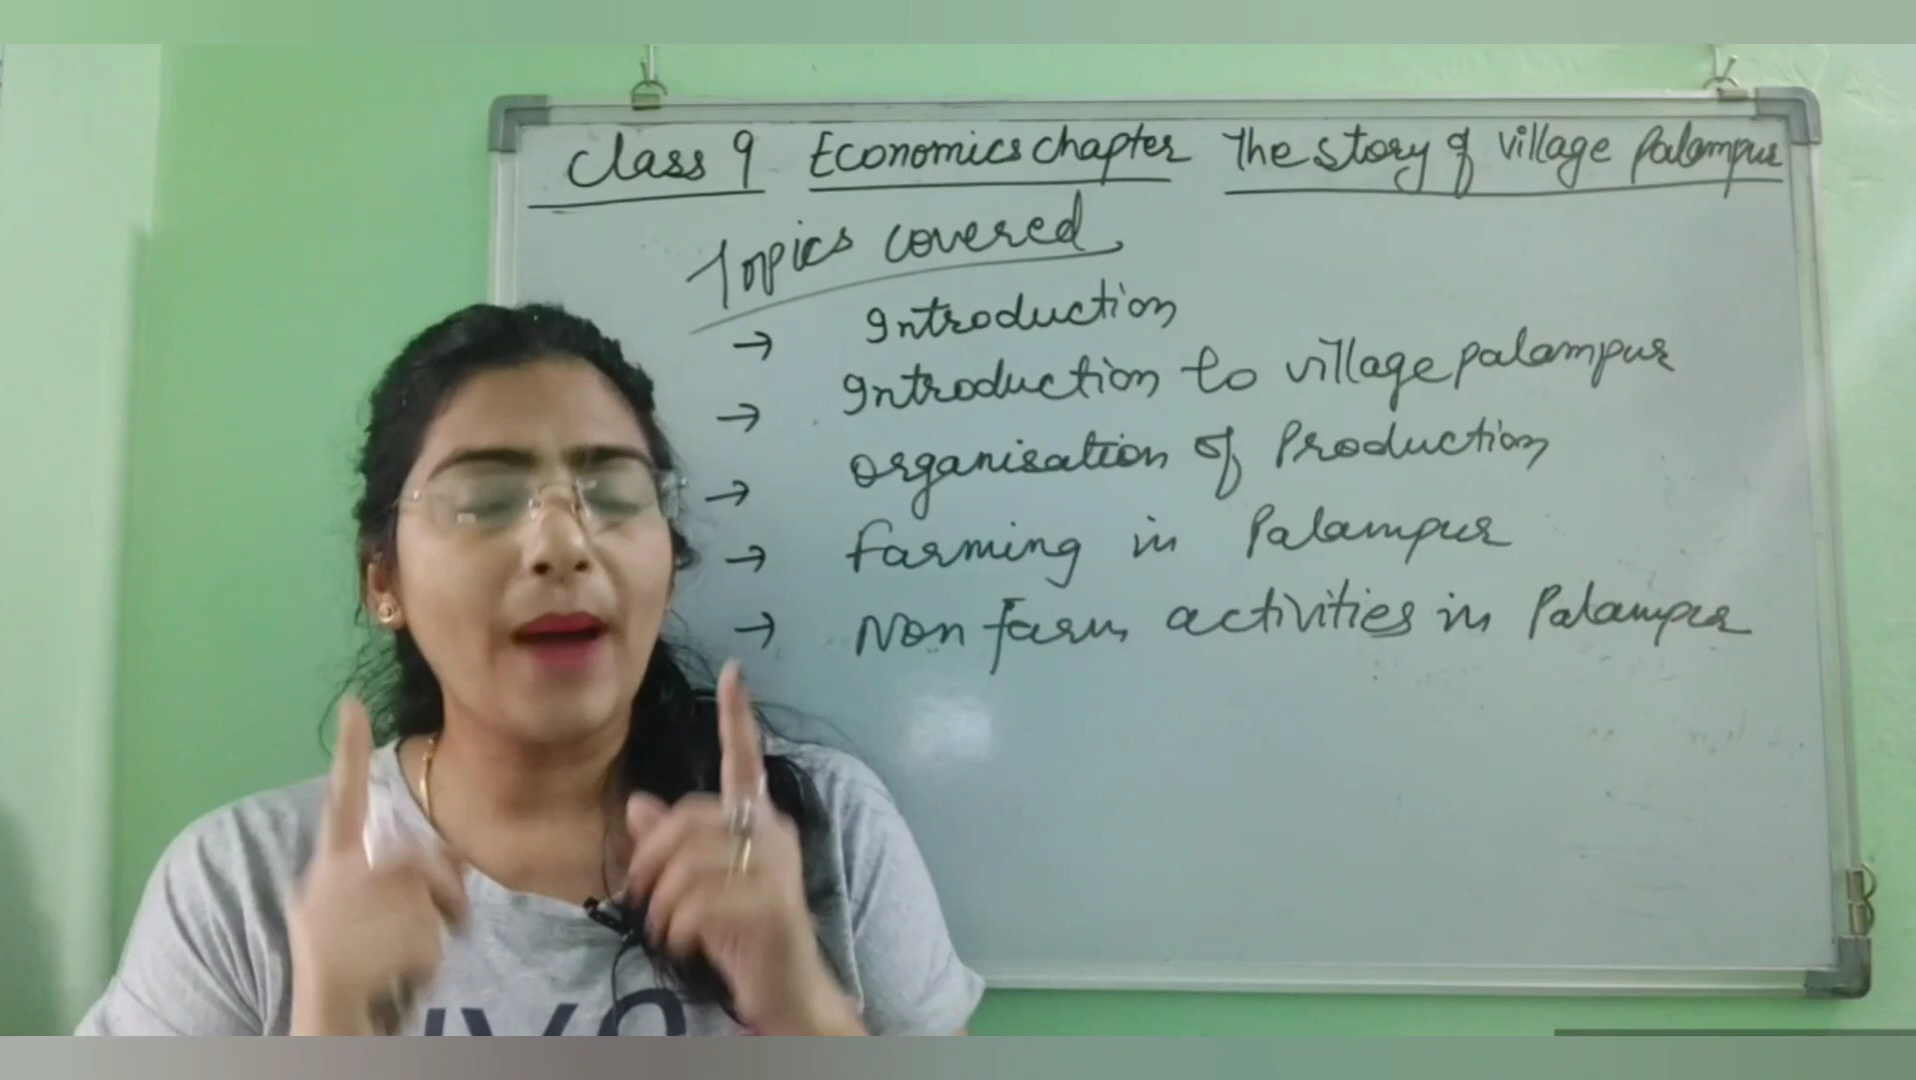 Class 9 Economics chapter The story of village Palampur
Topics covered
→ Introduction
→ Introduction to village palampur
→ organisation of Production
→ Farming in Palampur
→ Non farm activities in Palampur